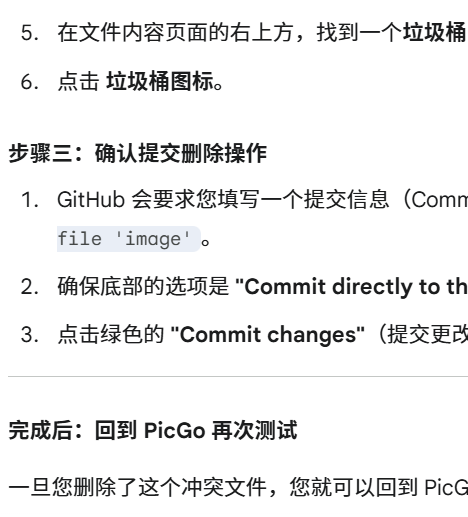 5. 在文件内容页面的右上方，找到一个垃圾桶
6. 点击 垃圾桶图标。
步骤三：确认提交删除操作
1. GitHub 会要求您填写一个提交信息（Comm
file 'image' 。
2. 确保底部的选项是 "Commit directly to th
3. 点击绿色的 "Commit changes"（提交更改
完成后：回到 PicGo 再次测试
一旦您删除了这个冲突文件，您就可以回到 PicG